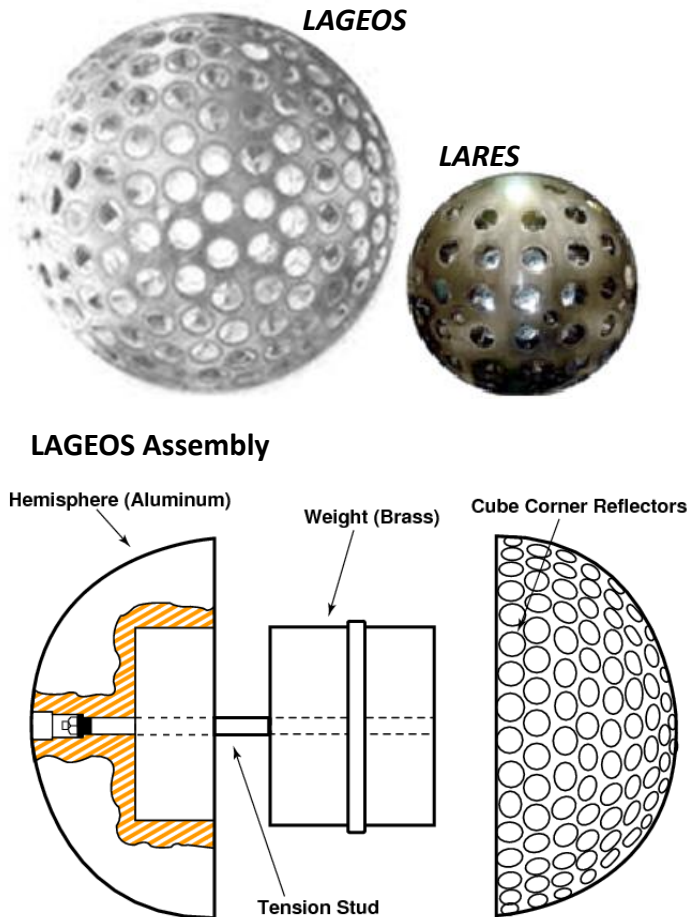 LAGEOS
LARES
LAGEOS Assembly
Hemisphere (Aluminum)
Weight (Brass)
Cube Corner Reflectors
Tension Stud